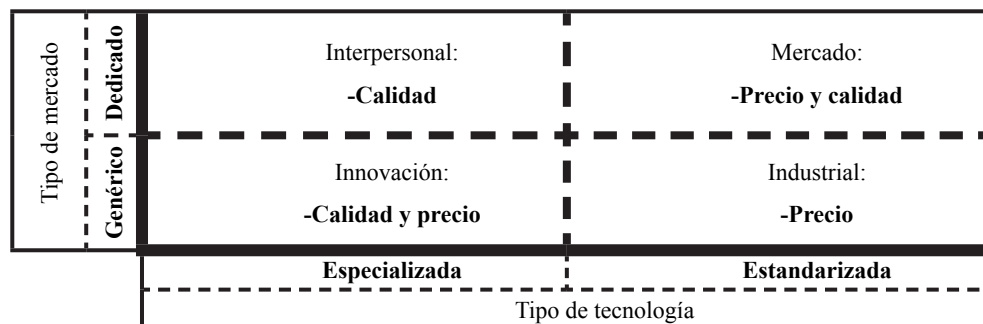 Tipo de mercado
Dedicado
Interpersonal:
-Calidad
Mercado:
-Precio y calidad
Genérico
Innovación:
-Calidad y precio
Industrial:
-Precio
Especializada
Estandarizada
Tipo de tecnología